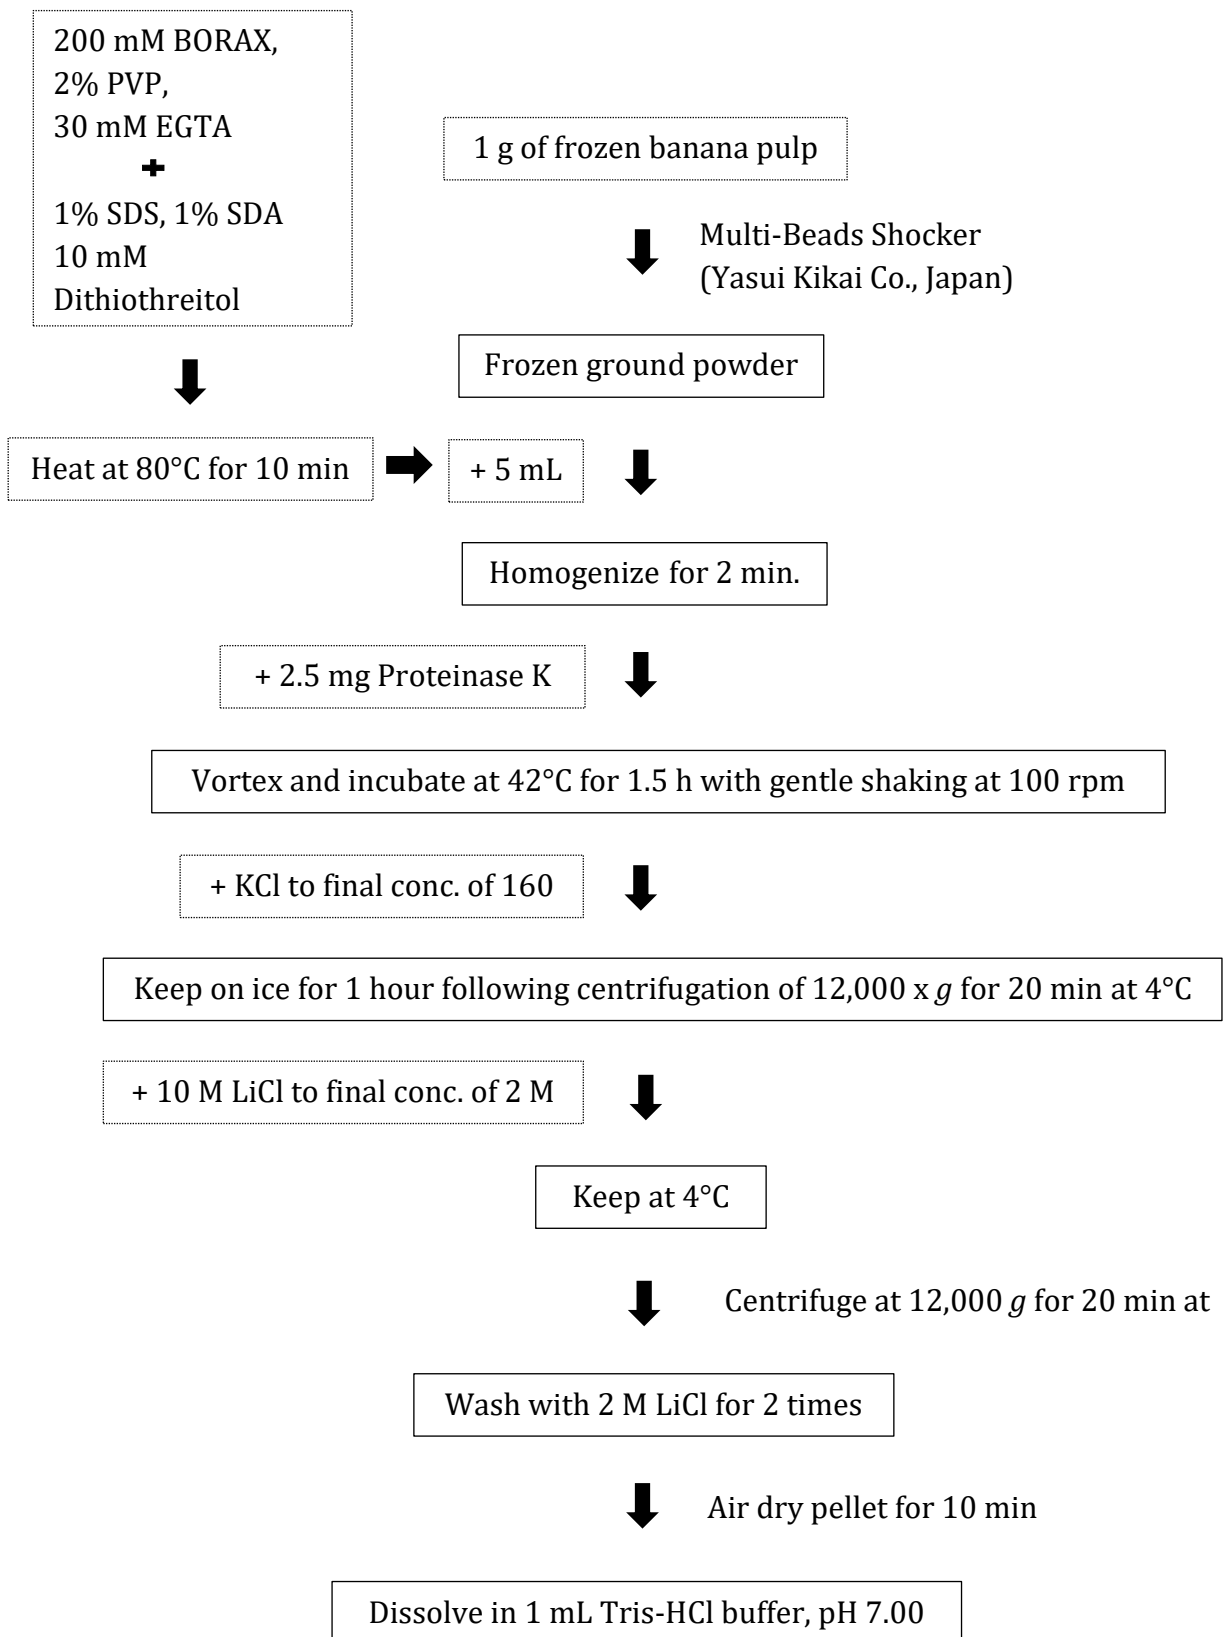 200 mM BORAX,
2% PVP,
30 mM EGTA
+
1% SDS, 1% SDA
10 mM
Dithiothreitol
1 g of frozen banana pulp
Multi-Beads Shocker
(Yasui Kikai Co., Japan)
Frozen ground powder
Heat at 80°C for 10 min
+ 5 mL
Homogenize for 2 min.
+ 2.5 mg Proteinase K
Vortex and incubate at 42°C for 1.5 h with gentle shaking at 100 rpm
+ KCl to final conc. of 160
Keep on ice for 1 hour following centrifugation of 12,000 x g for 20 min at 4°C
+ 10 M LiCl to final conc. of 2 M
Keep at 4°C
Centrifuge at 12,000 g for 20 min at
Wash with 2 M LiCl for 2 times
Air dry pellet for 10 min
Dissolve in 1 mL Tris-HCl buffer, pH 7.00